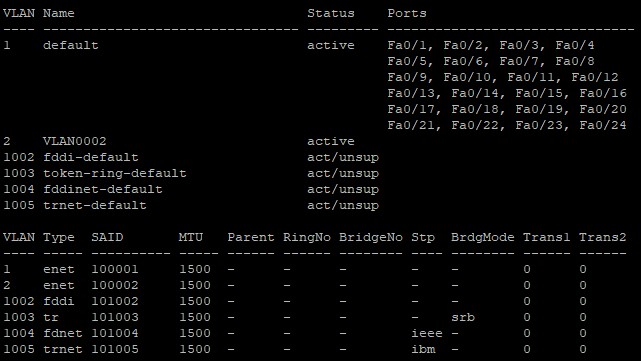 VLAN Name                             Status    Ports
---- -------------------------------- --------- -------------------------------
1    default                          active    Fa0/1, Fa0/2, Fa0/3, Fa0/4
                                                Fa0/5, Fa0/6, Fa0/7, Fa0/8
                                                Fa0/9, Fa0/10, Fa0/11, Fa0/12
                                                Fa0/13, Fa0/14, Fa0/15, Fa0/16
                                                Fa0/17, Fa0/18, Fa0/19, Fa0/20
                                                Fa0/21, Fa0/22, Fa0/23, Fa0/24
2    VLAN0002                         active
1002 fddi-default                     act/unsup
1003 token-ring-default               act/unsup
1004 fddinet-default                  act/unsup
1005 trnet-default                    act/unsup
VLAN Type  SAID       MTU   Parent RingNo BridgeNo Stp  BrdgMode Trans1 Trans2
---- ----- ---------- ----- ------ ------ -------- ---- -------- ------ ------
1    enet  100001     1500  -      -      -        -    -        0      0
2    enet  100002     1500  -      -      -        -    -        0      0
1002 fddi  101002     1500  -      -      -        -    -        0      0
1003 tr    101003     1500  -      -      -        -    srb      0      0
1004 fdnet 101004     1500  -      -      -        ieee -        0      0
1005 trnet 101005     1500  -      -      -        ibm  -        0      0